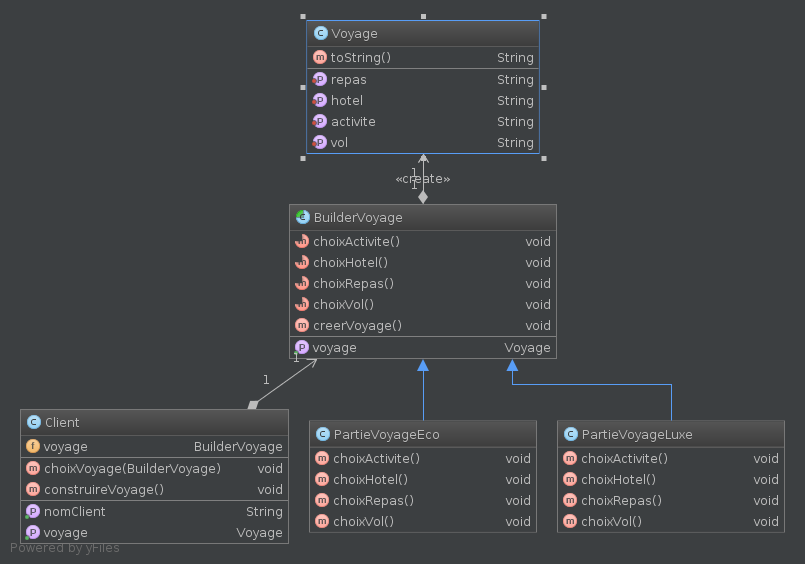 Voyage
toString() String
repas String
hotel String
activite String
vol String
«create»
1
1
BuilderVoyage
choixActivite() void
choixHotel() void
choixRepas() void
choixVol() void
creerVoyage() void
voyage Voyage
1
1
Client
voyage BuilderVoyage
choixVoyage(BuilderVoyage) void
construireVoyage() void
nomClient String
voyage Voyage
PartieVoyageEco
choixActivite() void
choixHotel() void
choixRepas() void
choixVol() void
PartieVoyageLuxe
choixActivite() void
choixHotel() void
choixRepas() void
choixVol() void
Powered by yFiles